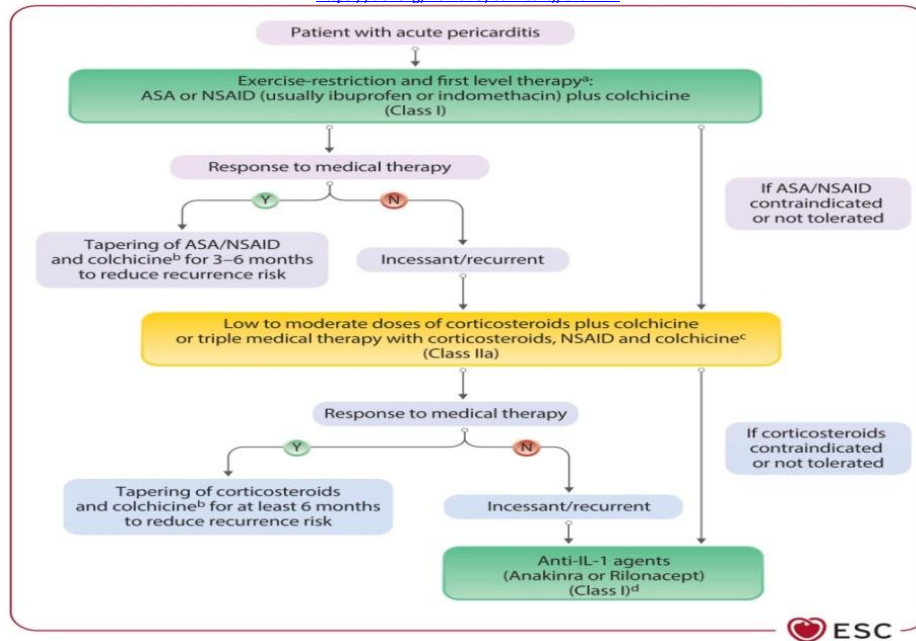 Patient with acute pericarditis
Exercise-restriction and first level therapyᵃ:
ASA or NSAID (usually ibuprofen or indomethacin) plus colchicine
(Class I)
Response to medical therapy
If ASA/NSAID
contraindicated
or not tolerated
Y
N
Tapering of ASA/NSAID
and colchicineᵇ for 3–6 months
to reduce recurrence risk
Incessant/recurrent
Low to moderate doses of corticosteroids plus colchicine
or triple medical therapy with corticosteroids, NSAID and colchicineᶜ
(Class IIa)
Response to medical therapy
If corticosteroids
contraindicated
or not tolerated
Y
N
Tapering of corticosteroids
and colchicineᵇ for at least 6 months
to reduce recurrence risk
Incessant/recurrent
Anti-IL-1 agents
(Anakinra or Rilonacept)
(Class I)ᵈ
ESC